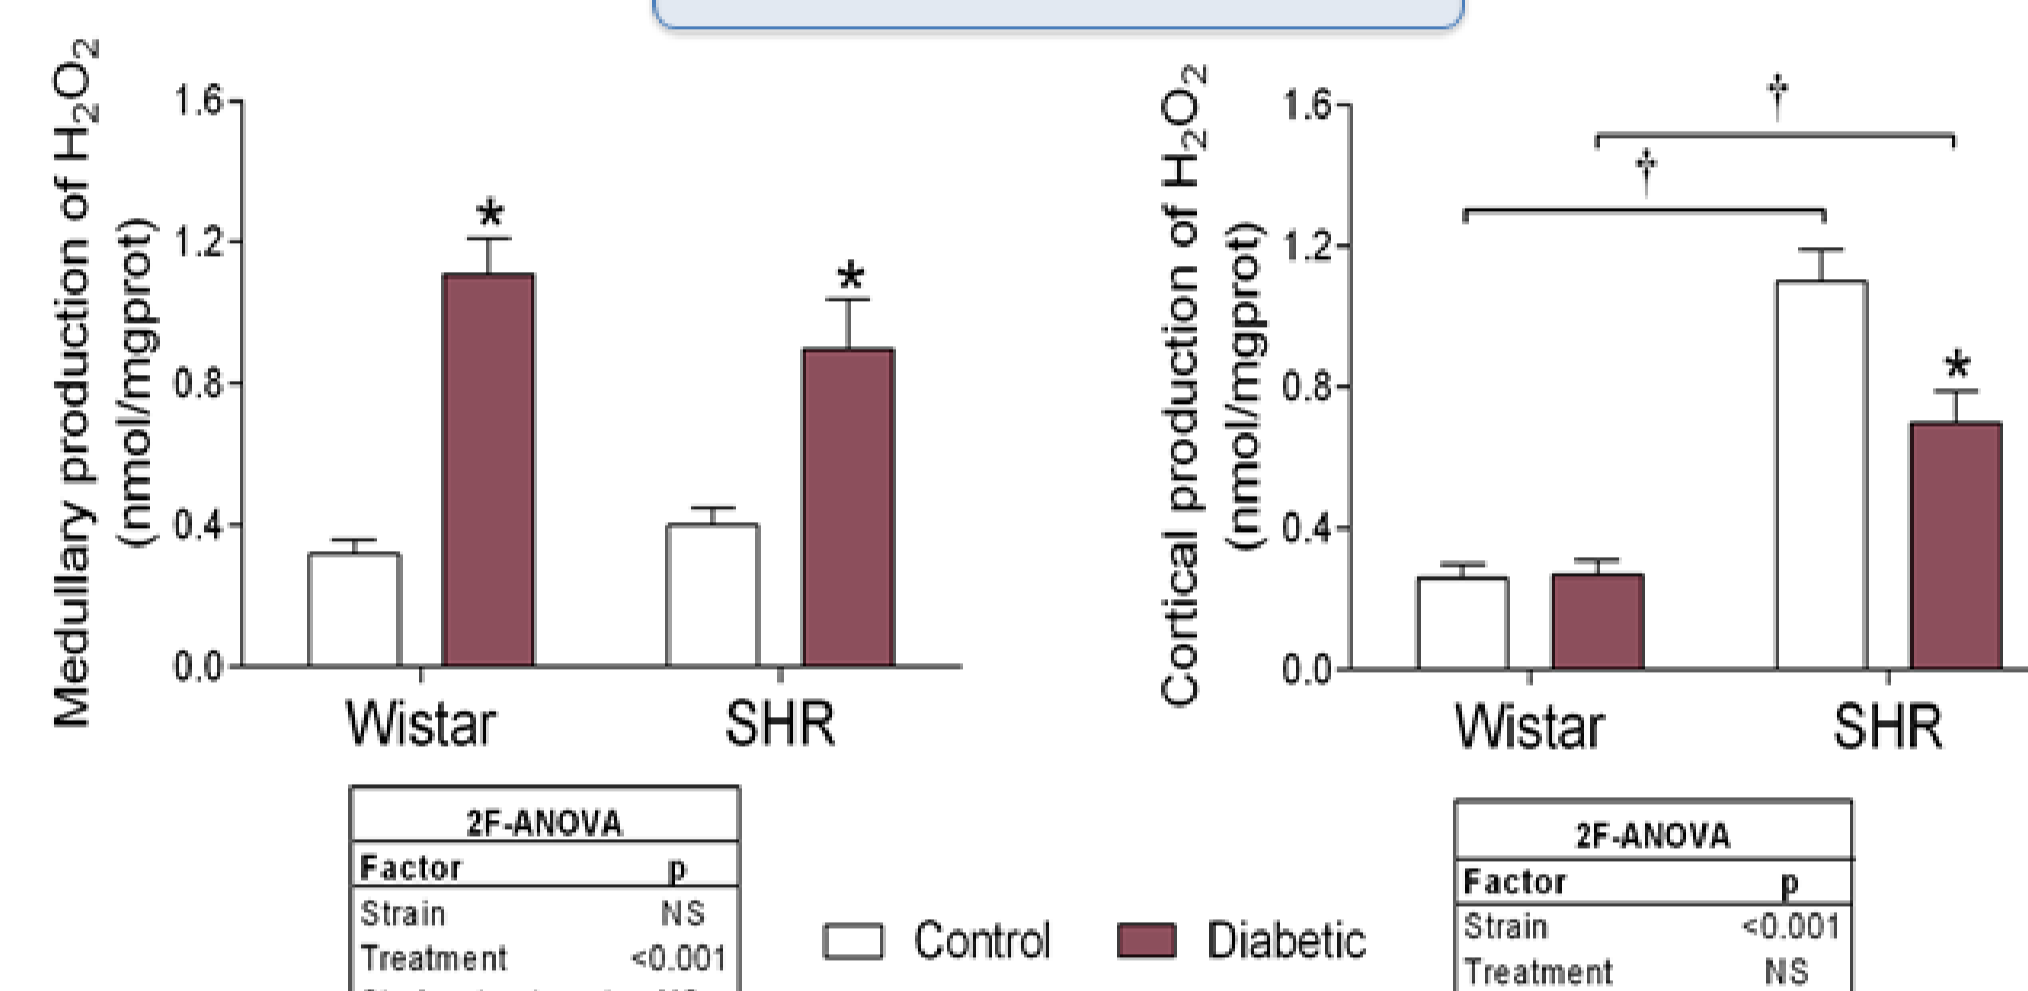 Medullary production of H₂O₂
(nmol/mgprot)
1.6
1.2
0.8
0.4
0.0
*
*
Wistar
SHR
Cortical production of H₂O₂
(nmol/mgprot)
1.6
1.2
0.8
0.4
0.0
†
†
*
Wistar
SHR
2F-ANOVA
Factor p
Strain NS
Treatment <0.001
Control
Diabetic
2F-ANOVA
Factor p
Strain <0.001
Treatment NS